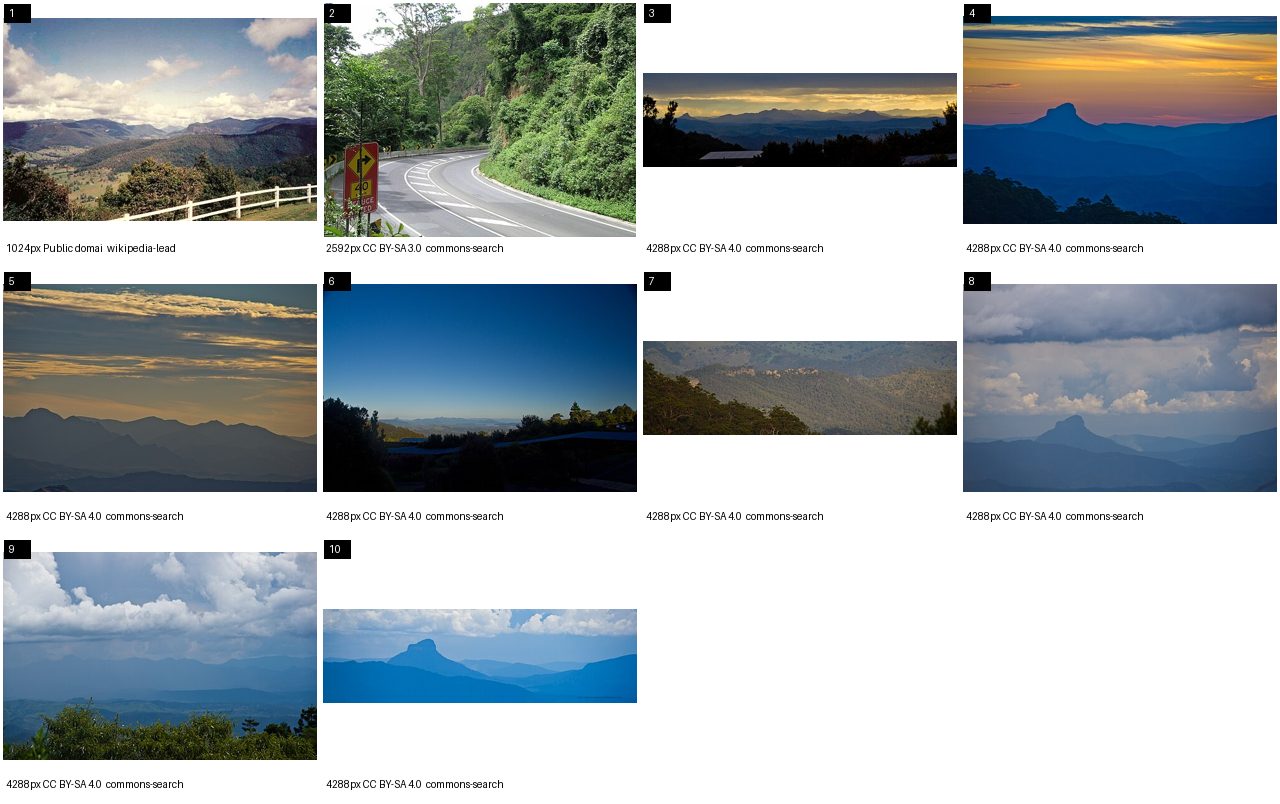 1
2
3
4
40
REDUCE
SPEED
1024px Public domai wikipedia-lead
2592px CC BY-SA 3.0 commons-search
4288px CC BY-SA 4.0 commons-search
4288px CC BY-SA 4.0 commons-search
5
6
7
8
4288px CC BY-SA 4.0 commons-search
4288px CC BY-SA 4.0 commons-search
4288px CC BY-SA 4.0 commons-search
4288px CC BY-SA 4.0 commons-search
9
10
4288px CC BY-SA 4.0 commons-search
4288px CC BY-SA 4.0 commons-search